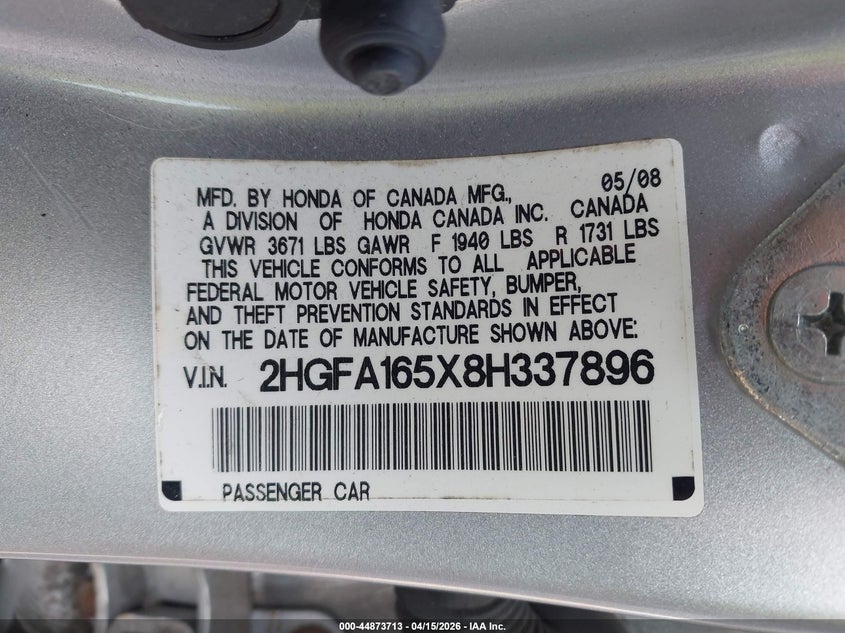 05/08
MFD. BY HONDA OF CANADA MFG.,
A DIVISION OF HONDA CANADA INC. CANADA
GVWR 3671 LBS GAWR F 1940 LBS R 1731 LBS
THIS VEHICLE CONFORMS TO ALL APPLICABLE
FEDERAL MOTOR VEHICLE SAFETY, BUMPER,
AND THEFT PREVENTION STANDARDS IN EFFECT
ON THE DATE OF MANUFACTURE SHOWN ABOVE:
V.I.N. 2HGFA165X8H337896
PASSENGER CAR
000-44873713 - 04/15/2026 - IAA Inc.